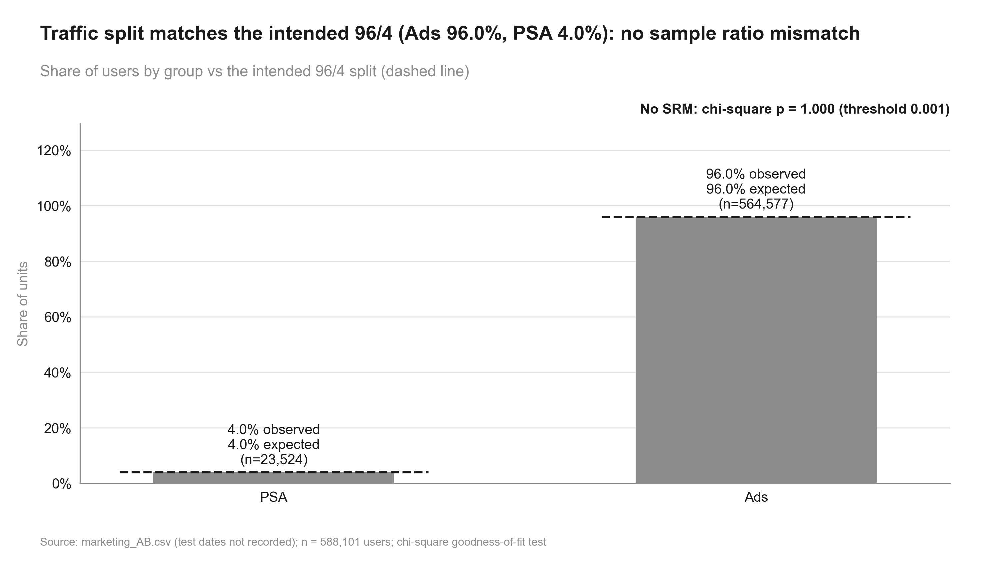 Traffic split matches the intended 96/4 (Ads 96.0%, PSA 4.0%): no sample ratio mismatch
Share of users by group vs the intended 96/4 split (dashed line)
No SRM: chi-square p = 1.000 (threshold 0.001)
120%
100%
80%
60%
40%
20%
0%
Share of units
96.0% observed
96.0% expected
(n=564,577)
4.0% observed
4.0% expected
(n=23,524)
PSA
Ads
Source: marketing_AB.csv (test dates not recorded); n = 588,101 users; chi-square goodness-of-fit test